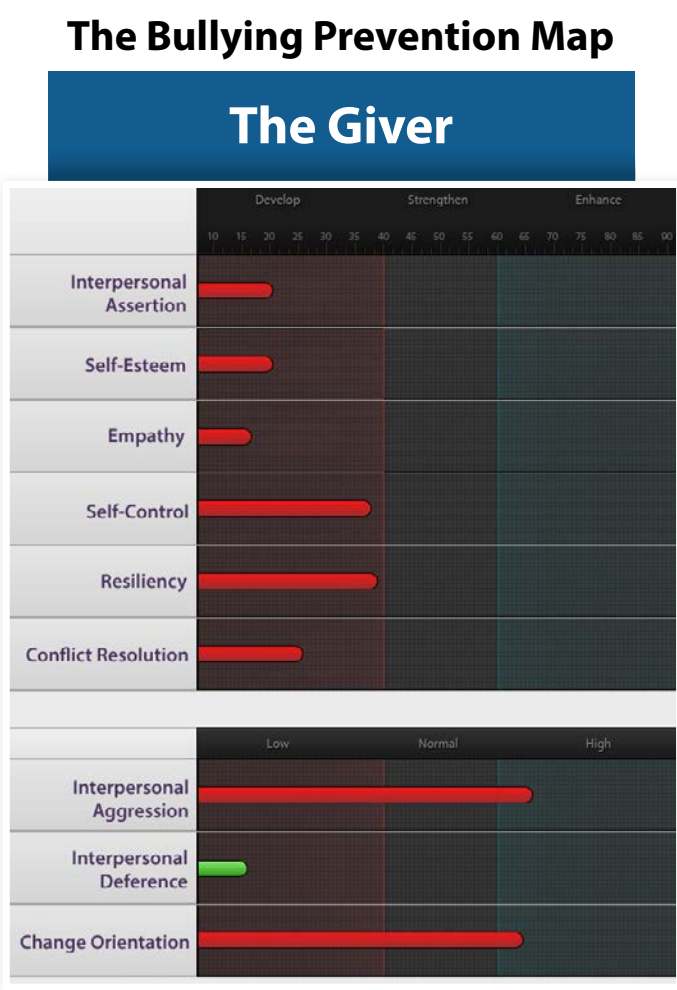 The Bullying Prevention Map
The Giver
Develop Strengthen Enhance
10 15 20 25 30 35 40 45 50 55 60 65 70 75 80 85 90
Interpersonal
Assertion
Self-Esteem
Empathy
Self-Control
Resiliency
Conflict Resolution
Low Normal High
Interpersonal
Aggression
Interpersonal
Deference
Change Orientation